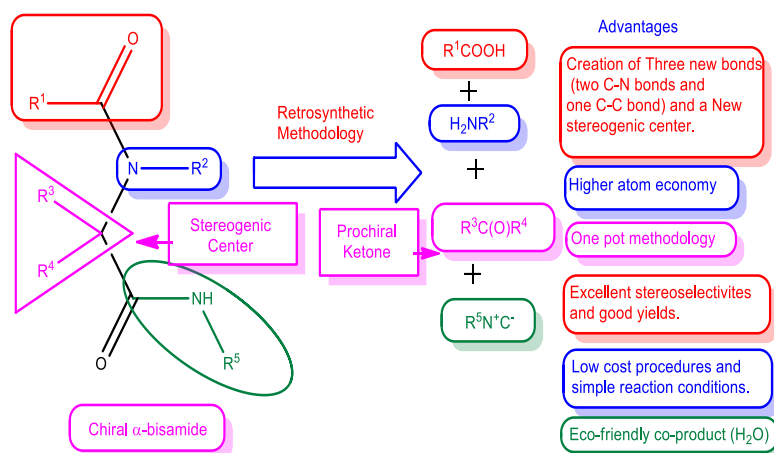 O
R¹
N
R²
R³
R⁴
NH
O
R⁵
Stereogenic
Center
Chiral α-bisamide
Retrosynthetic
Methodology
Prochiral
Ketone
R¹COOH
+
H₂NR²
+
R³C(O)R⁴
+
R⁵N⁺C⁻
Advantages
Creation of Three new bonds
(two C-N bonds and
one C-C bond) and a New
stereogenic center.
Higher atom economy
One pot methodology
Excellent stereoselectivites
and good yields.
Low cost procedures and
simple reaction conditions.
Eco-friendly co-product (H₂O)